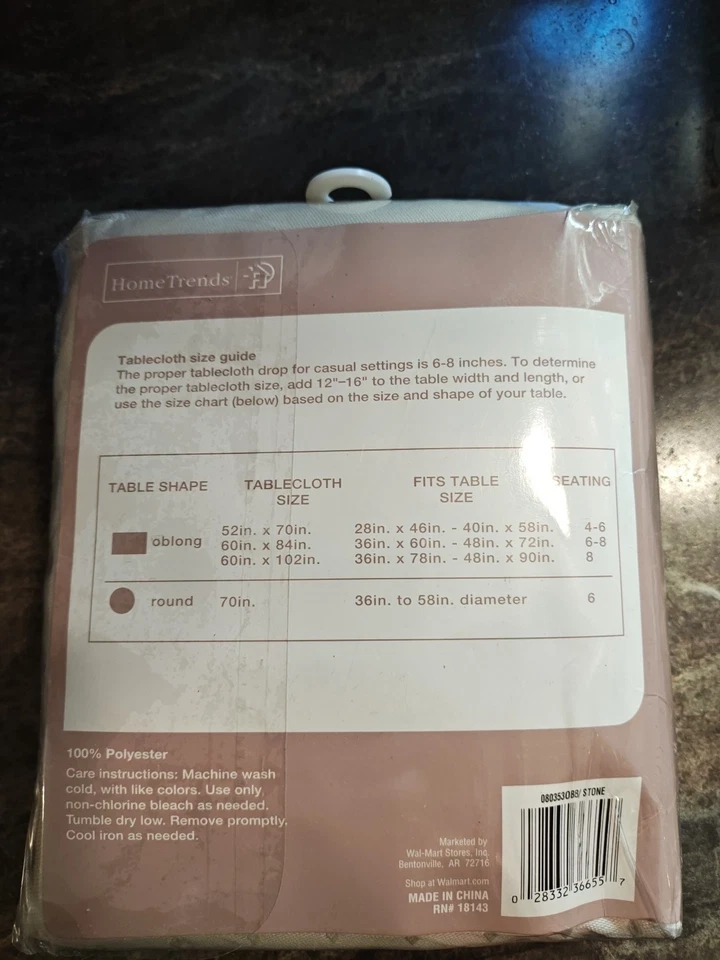 HomeTrends
Tablecloth size guide
The proper tablecloth drop for casual settings is 6-8 inches. To determine
the proper tablecloth size, add 12"–16" to the table width and length, or
use the size chart (below) based on the size and shape of your table.
TABLE SHAPE TABLECLOTH SIZE FITS TABLE SIZE SEATING
oblong
52in. x 70in. 28in. x 46in. - 40in. x 58in. 4-6
60in. x 84in. 36in. x 60in. - 48in. x 72in. 6-8
60in. x 102in. 36in. x 78in. - 48in. x 90in. 8
round 70in. 36in. to 58in. diameter 6
100% Polyester
Care instructions: Machine wash
cold, with like colors. Use only
non-chlorine bleach as needed.
Tumble dry low. Remove promptly.
Cool iron as needed.
Marketed by
Wal-Mart Stores, Inc.
Bentonville, AR 72716
Shop at Walmart.com
MADE IN CHINA
RN# 18143
080353OBB/ STONE
0 28332 36655 7